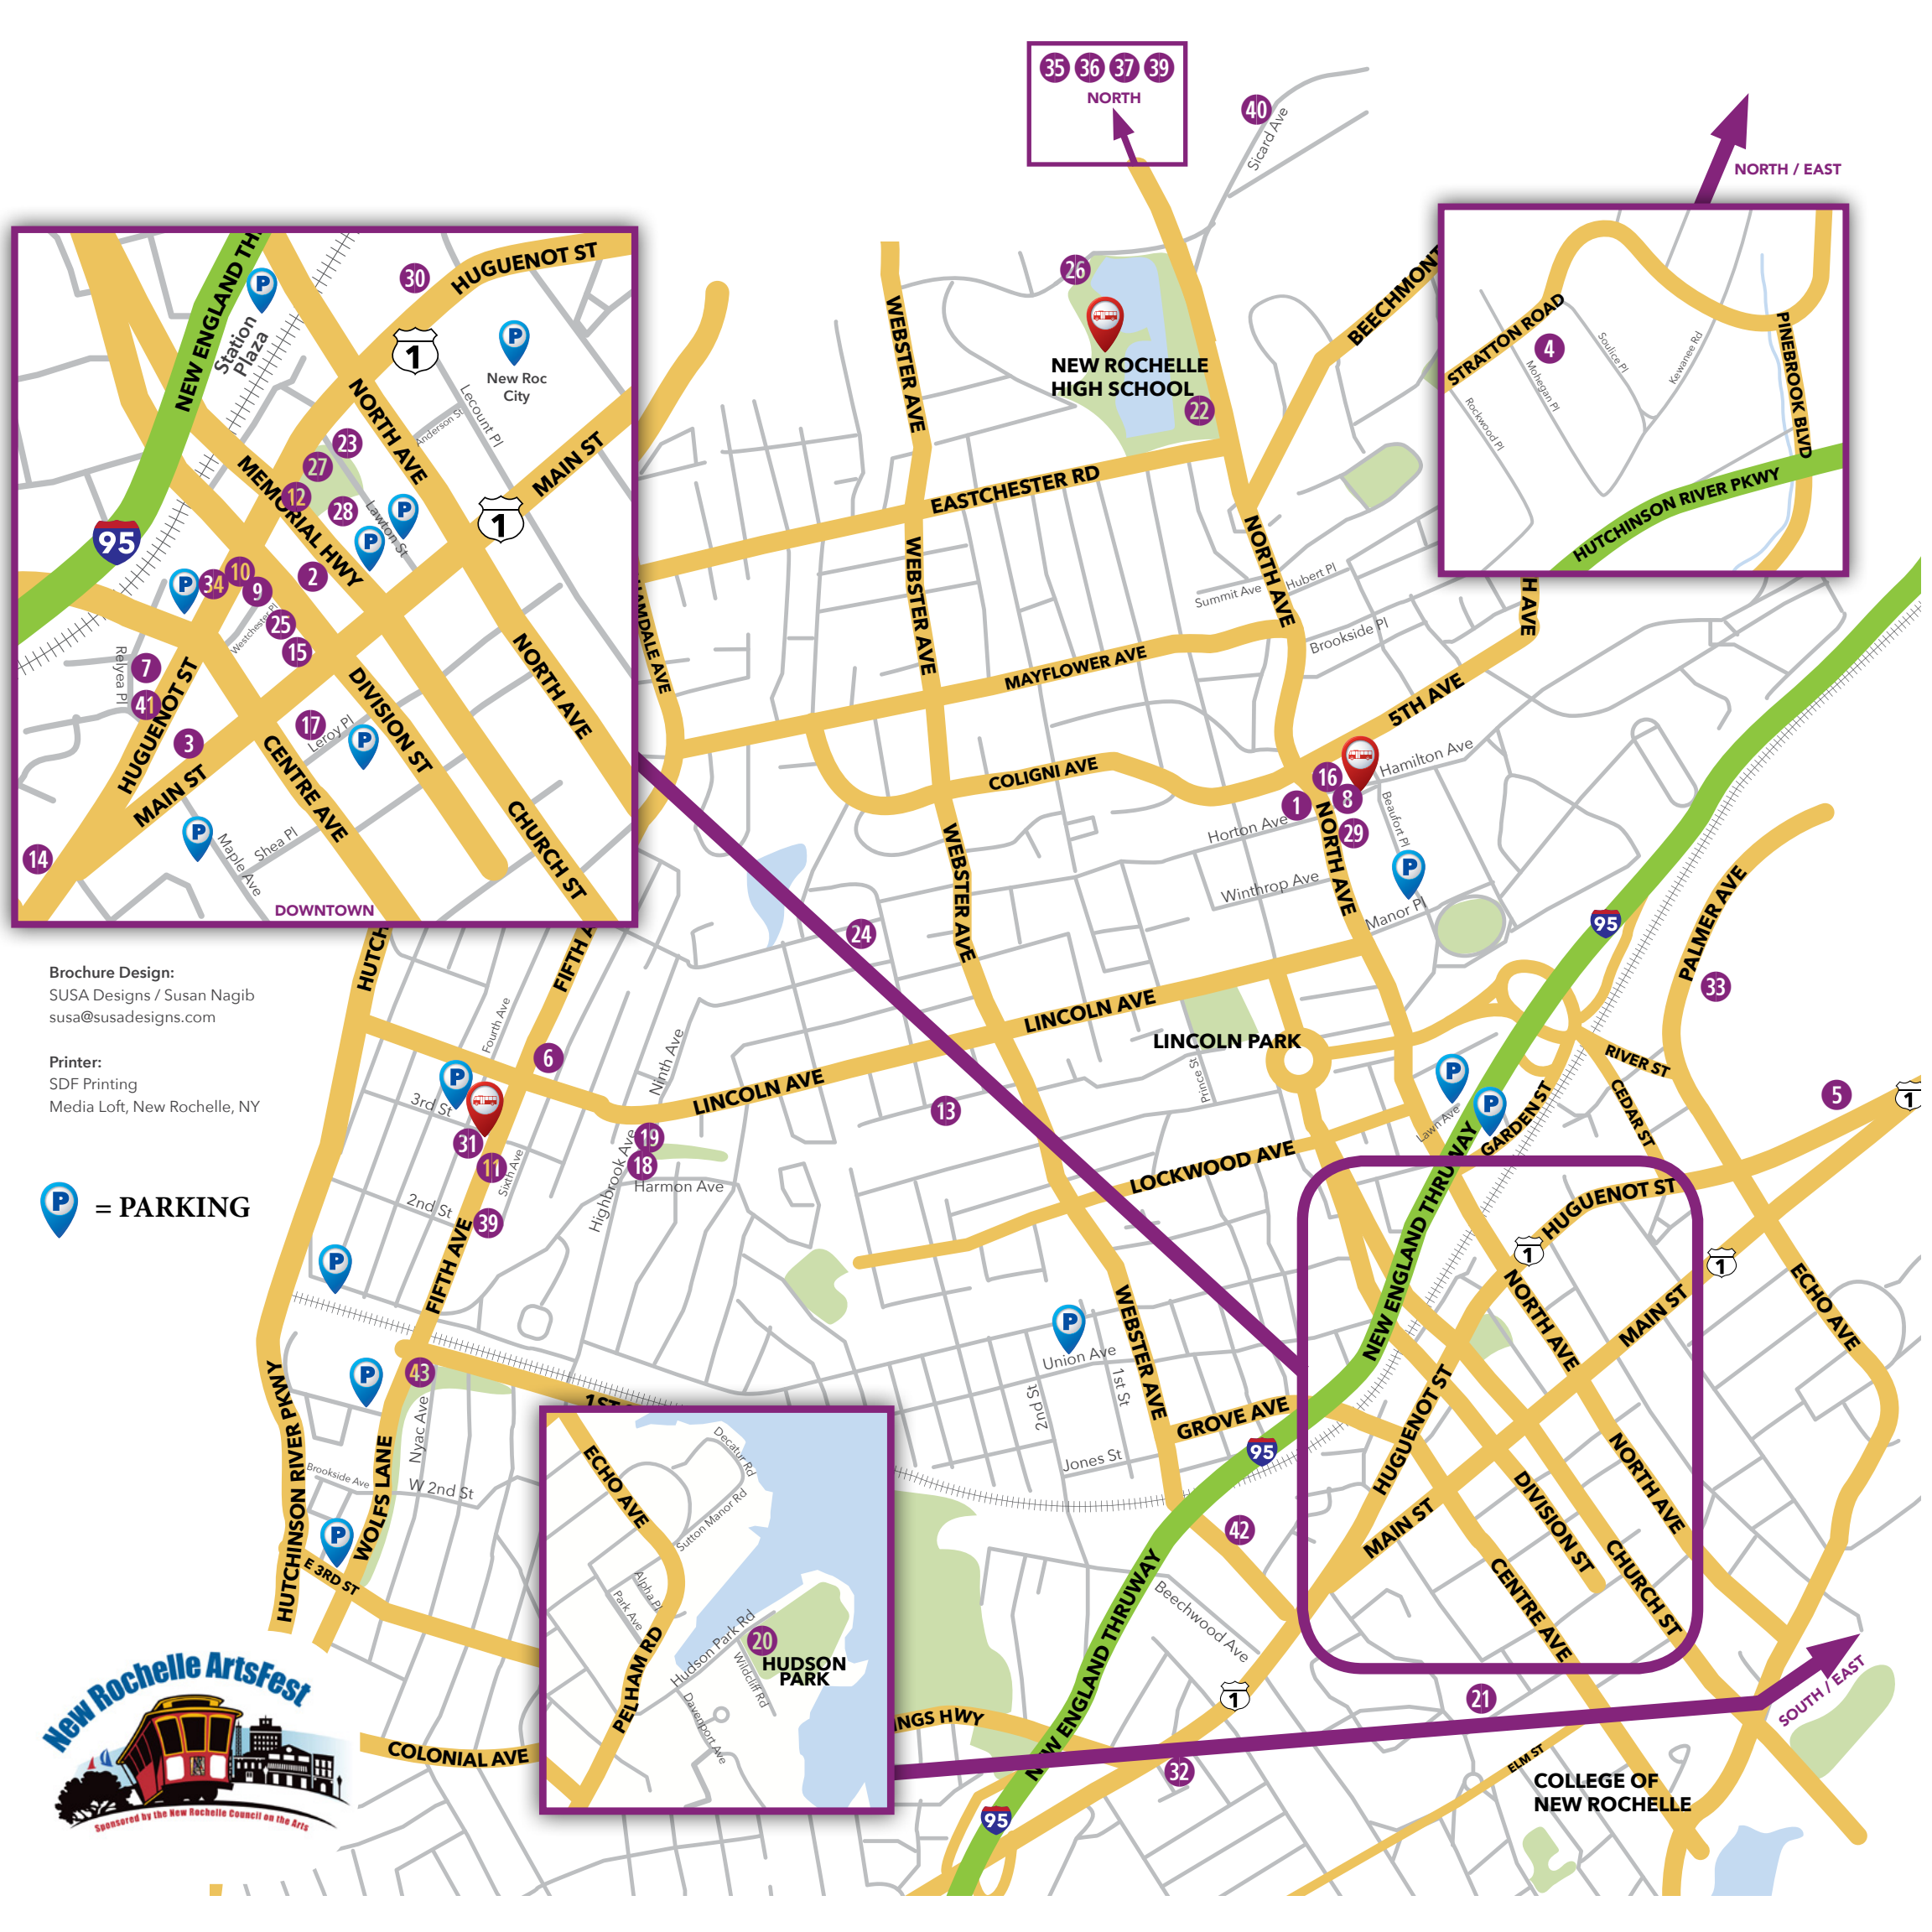 35 36 37 39
NORTH
40
Sicard Ave
NORTH / EAST
26
NEW ROCHELLE
HIGH SCHOOL
22
BEECHMONT
WEBSTER AVE
EASTCHESTER RD
WEBSTER AVE
NORTH AVE
Summit Ave
Hubert Pl
Brookside Pl
MAYFLOWER AVE
5TH AVE
H AVE
COLIGNI AVE
16
1
8
29
Hamilton Ave
Beaufort Pl
Horton Ave
NORTH AVE
Winthrop Ave
P
Manor Pl
WEBSTER AVE
24
95
PALMER AVE
33
LINCOLN AVE
LINCOLN PARK
Prince St
RIVER ST
CEDAR ST
GARDEN ST
Lawn Ave
P
P
5
1
13
LOCKWOOD AVE
STRATTON ROAD
4
Mohegan Pl
Soulice Pl
Kewanee Rd
Rockwood Pl
PINEBROOK BLVD
HUTCHINSON RIVER PKWY
NEW ENGLAND TH
P
Station
Plaza
30
HUGUENOT ST
1
P
New Roc
City
Lecount Pl
Anderson St
NORTH AVE
MAIN ST
1
23
27
12
28
MEMORIAL HWY
Lawton St
P
P
95
P
34
10
9
2
25
15
Westchester Pl
Relyea Pl
7
41
HUGUENOT ST
3
MAIN ST
17
Leroy Pl
P
DIVISION ST
NORTH AVE
CENTRE AVE
CHURCH ST
P
Maple Ave
Shea Pl
14
DOWNTOWN
HUTCH
FIFTH A
Brochure Design:
SUSA Designs / Susan Nagib
susa@susadesigns.com
Printer:
SDF Printing
Media Loft, New Rochelle, NY
P = PARKING
Fourth Ave
6
P
3rd St
31
11
Sixth Ave
2nd St
39
FIFTH AVE
Ninth Ave
LINCOLN AVE
19
18
Highbrook Ave
Harmon Ave
P
P
43
Nyac Ave
HUTCHINSON RIVER PKWY
WOLFS LANE
Brookside Ave
W 2nd St
P
E 3RD ST
COLONIAL AVE
New Rochelle ArtsFest
Sponsored by the New Rochelle Council on the Arts
ECHO AVE
Decatur Rd
Sutton Manor Rd
Alpha Pl
Park Ave
PELHAM RD
Hudson Park Rd
20
HUDSON
PARK
Wildcliff Rd
Davenport Ave
P
Union Ave
2nd St
1st St
Jones St
WEBSTER AVE
GROVE AVE
95
42
Beechwood Ave
NEW ENGLAND THRUWAY
INGS HWY
1
32
95
NEW ENGLAND THRUWAY
HUGUENOT ST
1
1
NORTH AVE
MAIN ST
HUGUENOT ST
MAIN ST
DIVISION ST
NORTH AVE
CENTRE AVE
CHURCH ST
ECHO AVE
21
SOUTH / EAST
ELM ST
COLLEGE OF
NEW ROCHELLE